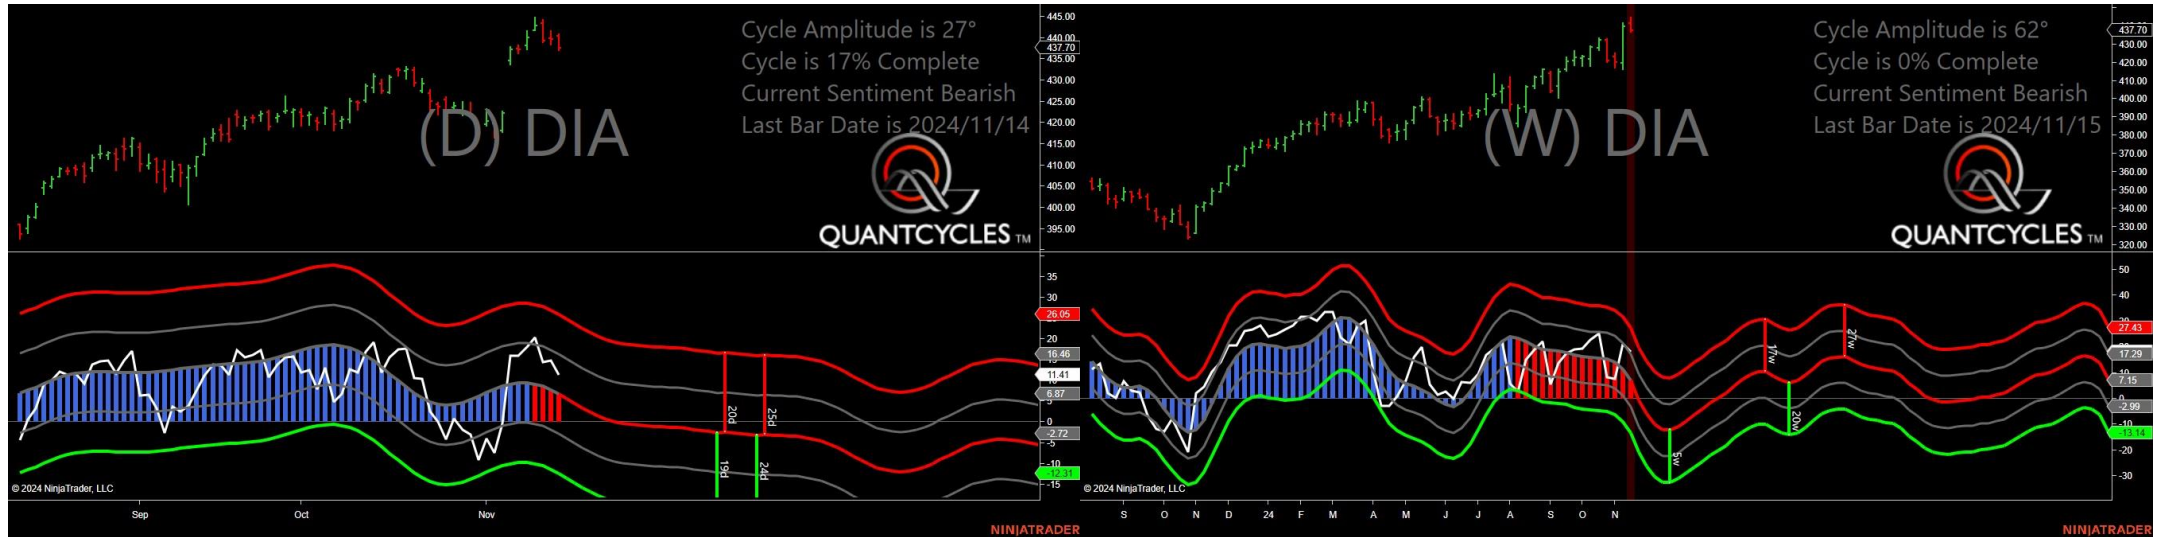 Cycle Amplitude is 27°
Cycle is 17% Complete
Current Sentiment Bearish
Last Bar Date is 2024/11/14
(D) DIA
QUANTCYCLES TM
445.00
440.00
437.70
435.00
430.00
425.00
420.00
415.00
410.00
405.00
400.00
395.00
35
30
26.05
20
16.46
11.41
6.87
5
0
-2.72
-5
-10
-12.31
-15
20d
25d
19d
24d
© 2024 NinjaTrader, LLC
Sep
Oct
Nov
NINJATRADER
Cycle Amplitude is 62°
Cycle is 0% Complete
Current Sentiment Bearish
Last Bar Date is 2024/11/15
(W) DIA
QUANTCYCLES TM
437.70
430.00
420.00
410.00
400.00
390.00
380.00
370.00
360.00
350.00
340.00
330.00
320.00
50
40
27.43
17.29
10
7.15
0
-2.99
-10
-13.14
-20
-30
17w
27w
20w
5w
© 2024 NinjaTrader, LLC
S
O
N
D
24
F
M
A
M
J
J
A
S
O
N
NINJATRADER